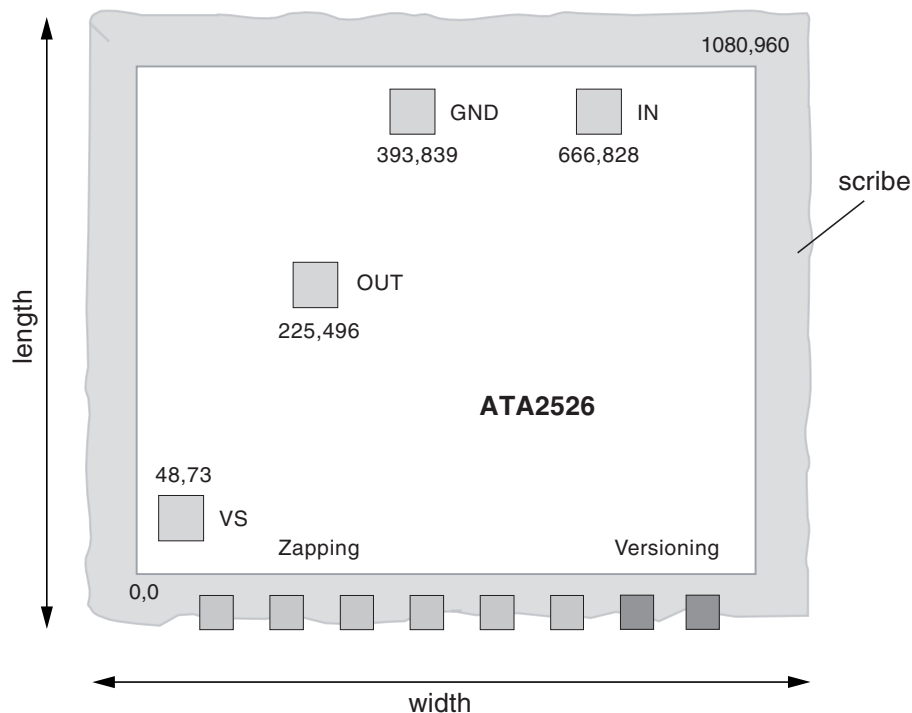 1080,960
GND
IN
393,839
666,828
scribe
OUT
225,496
length
ATA2526
48,73
VS
Zapping
Versioning
0,0
width